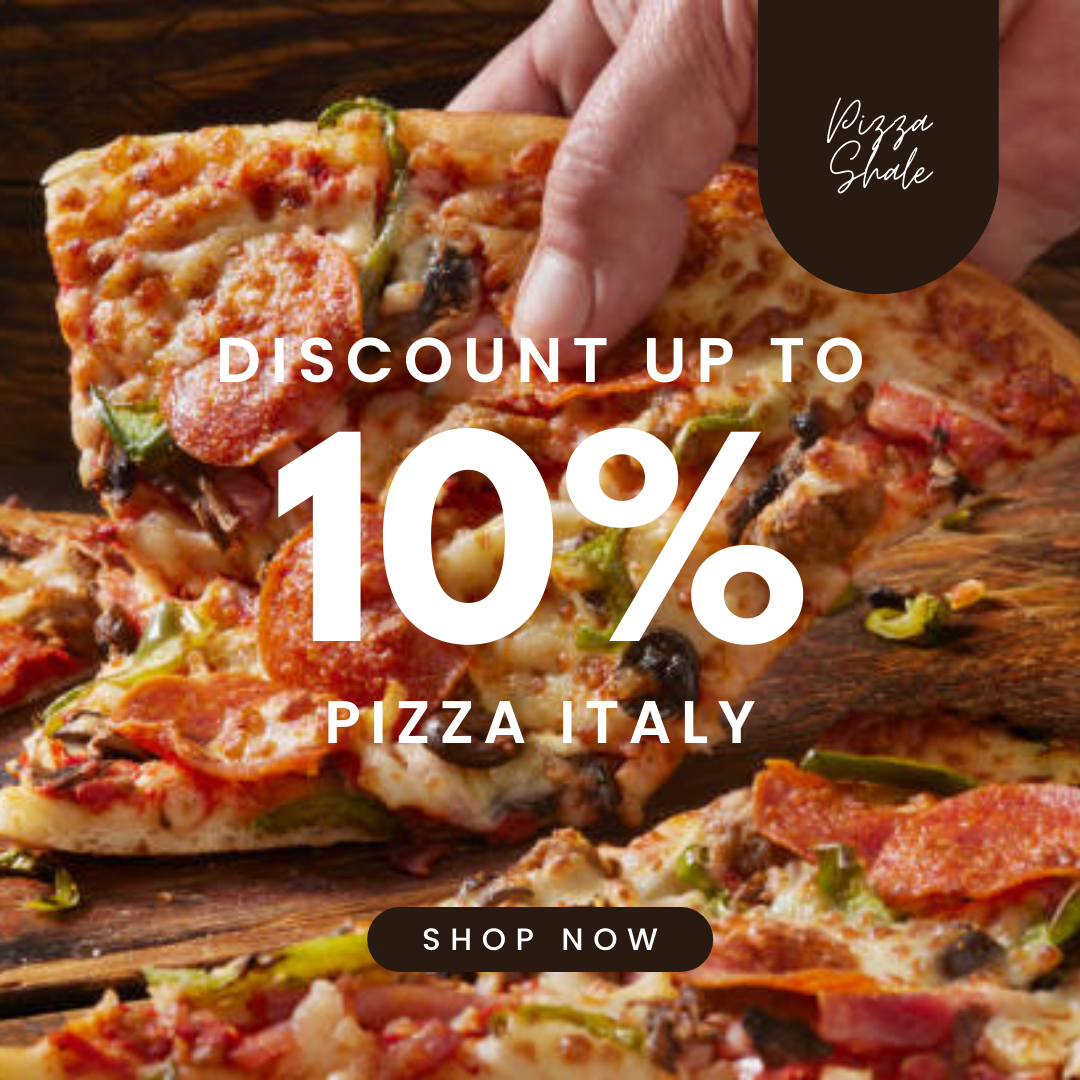 Pizza
Shale
DISCOUNT UP TO
10%
PIZZA ITALY
SHOP NOW